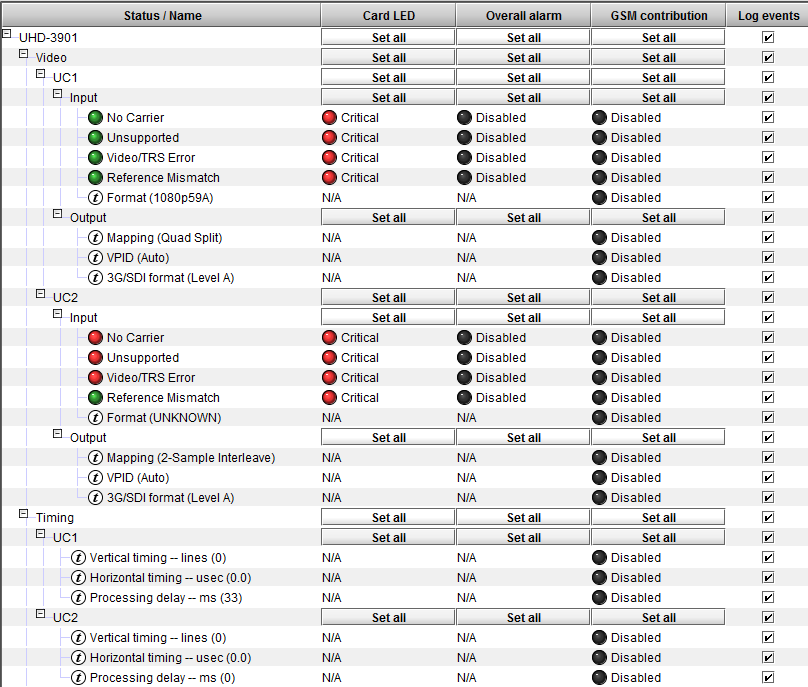 Status / Name Card LED Overall alarm GSM contribution Log events
UHD-3901 Set all Set all Set all
Video Set all Set all Set all
UC1 Set all Set all Set all
Input Set all Set all Set all
No Carrier Critical Disabled Disabled
Unsupported Critical Disabled Disabled
Video/TRS Error Critical Disabled Disabled
Reference Mismatch Critical Disabled Disabled
t Format (1080p59A) N/A N/A Disabled
Output Set all Set all Set all
t Mapping (Quad Split) N/A N/A Disabled
t VPID (Auto) N/A N/A Disabled
t 3G/SDI format (Level A) N/A N/A Disabled
UC2 Set all Set all Set all
Input Set all Set all Set all
No Carrier Critical Disabled Disabled
Unsupported Critical Disabled Disabled
Video/TRS Error Critical Disabled Disabled
Reference Mismatch Critical Disabled Disabled
t Format (UNKNOWN) N/A N/A Disabled
Output Set all Set all Set all
t Mapping (2-Sample Interleave) N/A N/A Disabled
t VPID (Auto) N/A N/A Disabled
t 3G/SDI format (Level A) N/A N/A Disabled
Timing Set all Set all Set all
UC1 Set all Set all Set all
t Vertical timing -- lines (0) N/A N/A Disabled
t Horizontal timing -- usec (0.0) N/A N/A Disabled
t Processing delay -- ms (33) N/A N/A Disabled
UC2 Set all Set all Set all
t Vertical timing -- lines (0) N/A N/A Disabled
t Horizontal timing -- usec (0.0) N/A N/A Disabled
t Processing delay -- ms (0) N/A N/A Disabled